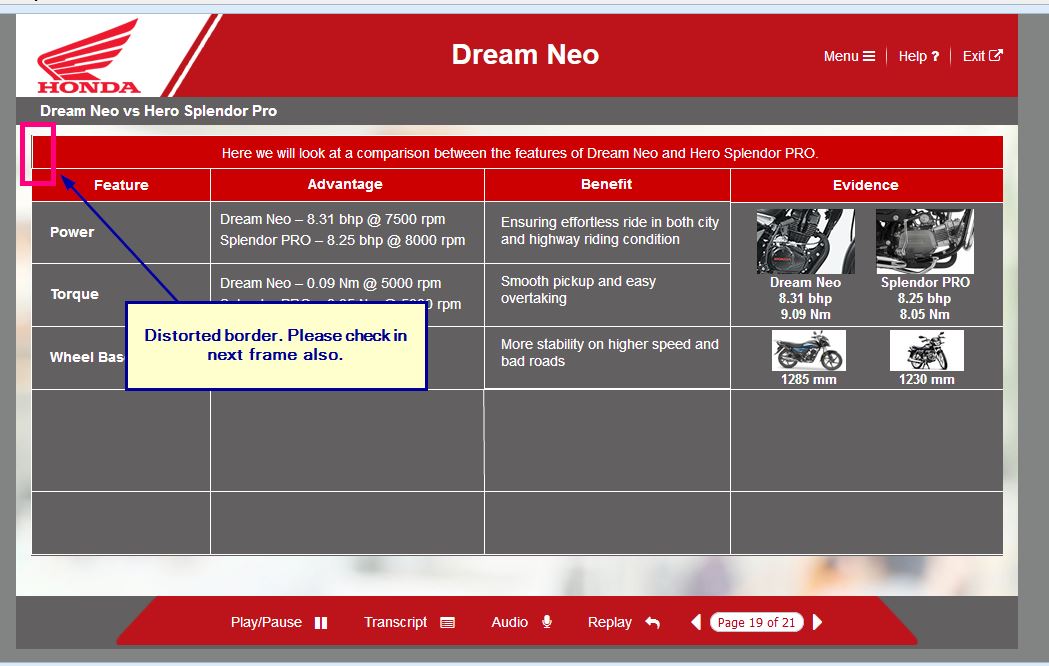 HONDA
Dream Neo
Menu
Help ?
Exit
Dream Neo vs Hero Splendor Pro
Here we will look at a comparison between the features of Dream Neo and Hero Splendor PRO.
Feature
Advantage
Benefit
Evidence
Power
Dream Neo – 8.31 bhp @ 7500 rpm
Splendor PRO – 8.25 bhp @ 8000 rpm
Ensuring effortless ride in both city
and highway riding condition
Torque
Dream Neo – 0.09 Nm @ 5000 rpm
rpm
Smooth pickup and easy
overtaking
Dream Neo
8.31 bhp
9.09 Nm
Splendor PRO
8.25 bhp
8.05 Nm
Distorted border. Please check in
next frame also.
Wheel Bas
More stability on higher speed and
bad roads
1285 mm
1230 mm
Play/Pause
Transcript
Audio
Replay
Page 19 of 21